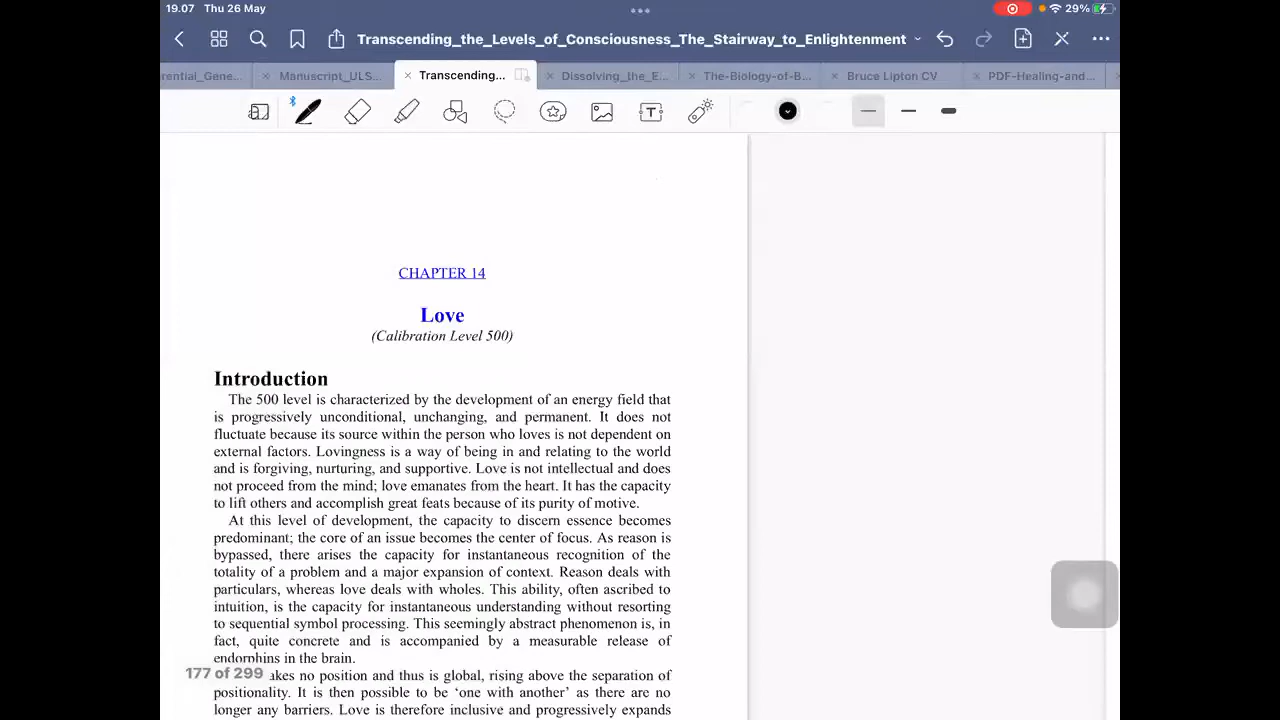 19.07 Thu 26 May
29%
Transcending_the_Levels_of_Consciousness_The_Stairway_to_Enlightenment
rential_Gene...
Manuscript_ULS...
Transcending...
Dissolving_the_E...
The-Biology-of-B...
Bruce Lipton CV
PDF-Healing-and...
CHAPTER 14
Love
(Calibration Level 500)
Introduction
The 500 level is characterized by the development of an energy field that
is progressively unconditional, unchanging, and permanent. It does not
fluctuate because its source within the person who loves is not dependent on
external factors. Lovingness is a way of being in and relating to the world
and is forgiving, nurturing, and supportive. Love is not intellectual and does
not proceed from the mind; love emanates from the heart. It has the capacity
to lift others and accomplish great feats because of its purity of motive.
At this level of development, the capacity to discern essence becomes
predominant; the core of an issue becomes the center of focus. As reason is
bypassed, there arises the capacity for instantaneous recognition of the
totality of a problem and a major expansion of context. Reason deals with
particulars, whereas love deals with wholes. This ability, often ascribed to
intuition, is the capacity for instantaneous understanding without resorting
to sequential symbol processing. This seemingly abstract phenomenon is, in
fact, quite concrete and is accompanied by a measurable release of
endorphins in the brain.
177 of 299
akes no position and thus is global, rising above the separation of
positionality. It is then possible to be ‘one with another’ as there are no
longer any barriers. Love is therefore inclusive and progressively expands